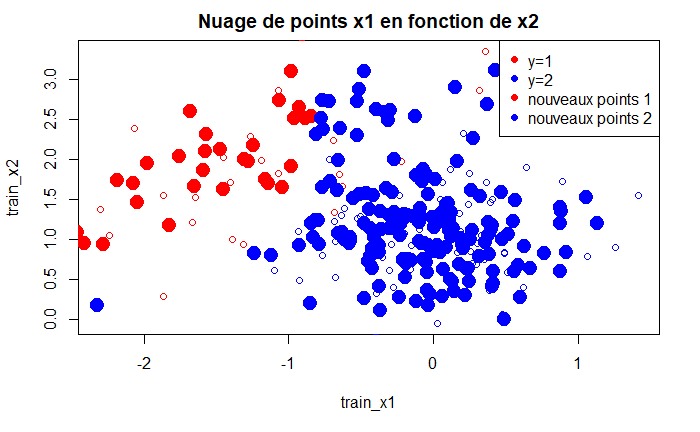 Nuage de points x1 en fonction de x2
y=1
y=2
nouveaux points 1
nouveaux points 2
train_x2
3.0
2.5
2.0
1.5
1.0
0.5
0.0
-2 -1 0 1
train_x1